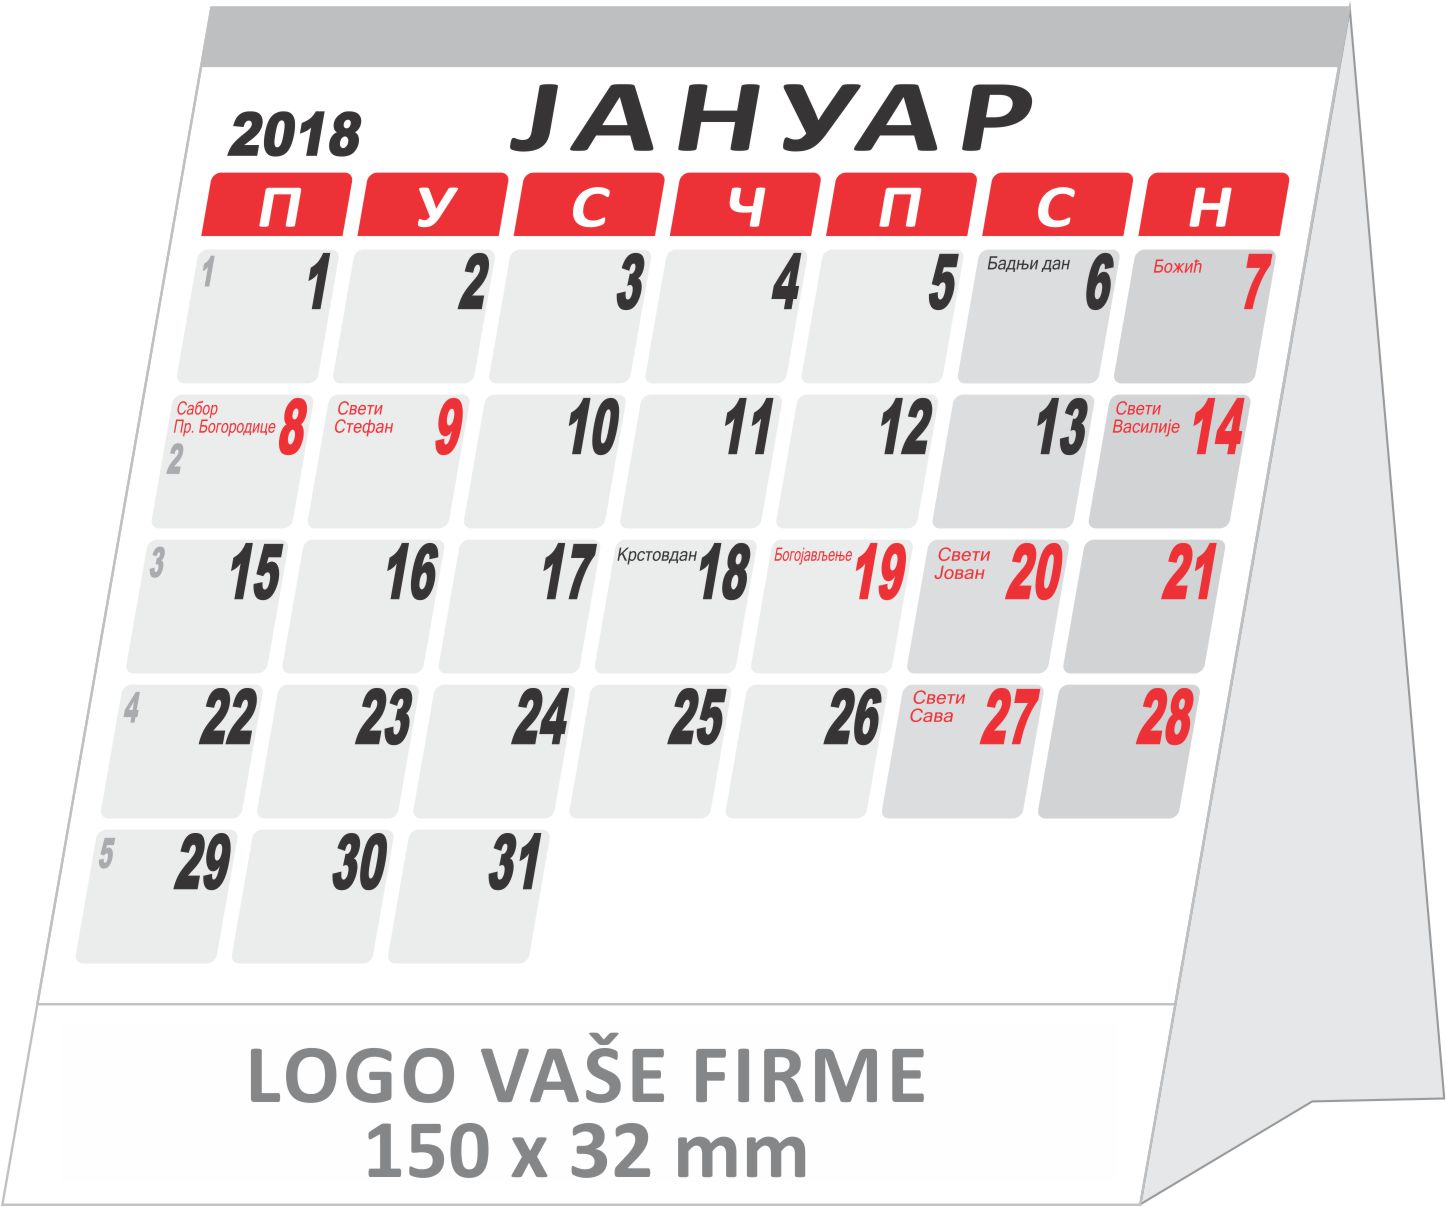 2018 ЈАНУАР
П У С Ч П С Н
1 1 2 3 4 5 Бадњи дан 6 Божић 7
Сабор
Пр. Богородице 8
2
Свети
Стефан 9
10 11 12 13
Свети
Василије 14
3 15 16 17 Крстовдан 18 Богојављење 19
Свети
Јован 20
21
4 22 23 24 25 26
Свети
Сава 27
28
5 29 30 31
LOGO VAŠE FIRME
150 x 32 mm